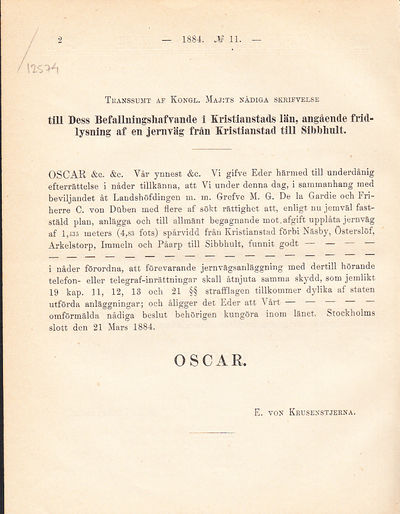 2 — 1884. № 11. —
12574
TRANSSUMT AF KONGL. MAJ:TS NÅDIGA SKRIFVELSE
till Dess Befallningshafvande i Kristianstads län, angående frid-
lysning af en jernväg från Kristianstad till Sibbhult.
OSCAR &c. &c. Vår ynnest &c. Vi gifve Eder härmed till underdånig
efterrättelse i nåder tillkänna, att Vi under denna dag, i sammanhang med
beviljandet åt Landshöfdingen m. m. Grefve M. G. De la Gardie och Fri-
herre C. von Düben med flere af sökt rättighet att, enligt nu jemväl fast-
stäld plan, anlägga och till allmänt begagnande mot afgift upplåta jernväg
af 1,435 meters (4,83 fots) spårvidd från Kristianstad förbi Näsby, Österslöf,
Arkelstorp, Immeln och Påarp till Sibbhult, funnit godt — — — —
— — — — — — — — — — — — — — — — — — — —
i nåder förordna, att förevarande jernvägsanläggning med dertill hörande
telefon- eller telegraf-inrättningar skall åtnjuta samma skydd, som jemlikt
19 kap. 11, 12, 13 och 21 §§ strafflagen tillkommer dylika af staten
utförda anläggningar; och åligger det Eder att Vårt — — — — —
omförmälda nådiga beslut behörigen kungöra inom länet. Stockholms
slott den 21 Mars 1884.
OSCAR.
E. VON KRUSENSTJERNA.